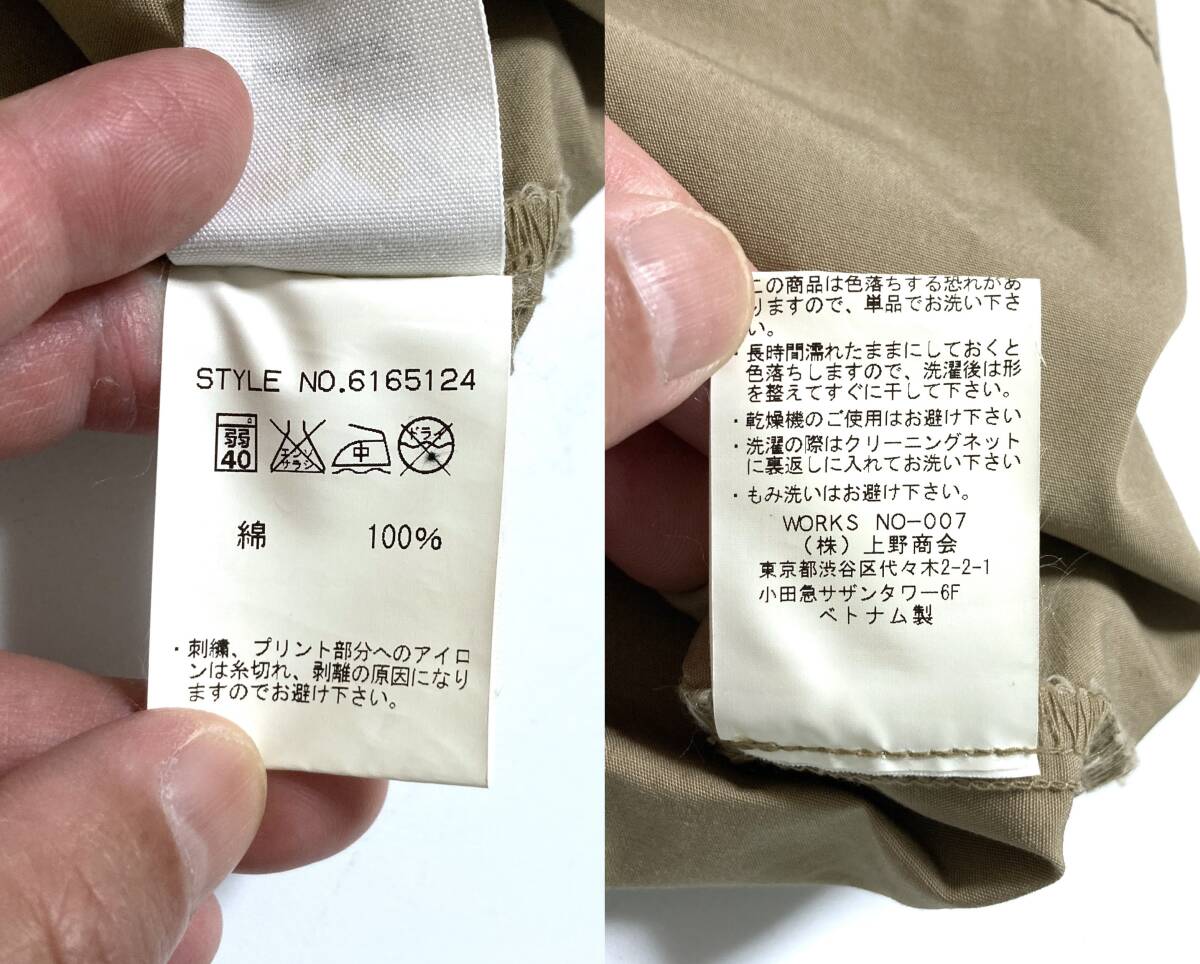 STYLE NO.6165124
弱
40
エンソ
サラシ
中
ドライ
綿 100%
・刺繍、プリント部分へのアイロ
ンは糸切れ、剥離の原因になり
ますのでお避け下さい。
この商品は色落ちする恐れがあ
りますので、単品でお洗い下さ
い。
・長時間濡れたままにしておくと
色落ちしますので、洗濯後は形
を整えてすぐに干して下さい。
・乾燥機のご使用はお避け下さい
・洗濯の際はクリーニングネット
に裏返しに入れてお洗い下さい
・もみ洗いはお避け下さい。
WORKS NO-007
(株)上野商会
東京都渋谷区代々木2-2-1
小田急サザンタワー6F
ベトナム製